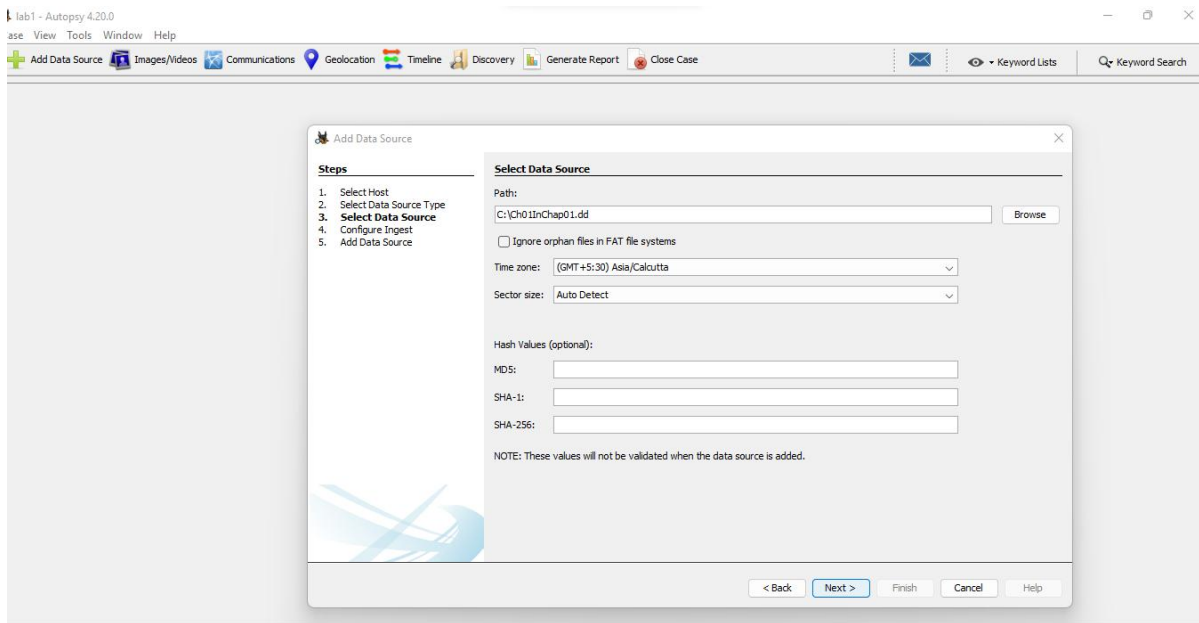 lab1 - Autopsy 4.20.0
ase View Tools Window Help
Add Data Source Images/Videos Communications Geolocation Timeline Discovery Generate Report Close Case Keyword Lists Keyword Search
Add Data Source
Steps
1. Select Host
2. Select Data Source Type
3. Select Data Source
4. Configure Ingest
5. Add Data Source
Select Data Source
Path:
C:\Ch01InChap01.dd Browse
Ignore orphan files in FAT file systems
Time zone: (GMT+5:30) Asia/Calcutta
Sector size: Auto Detect
Hash Values (optional):
MD5:
SHA-1:
SHA-256:
NOTE: These values will not be validated when the data source is added.
< Back Next > Finish Cancel Help